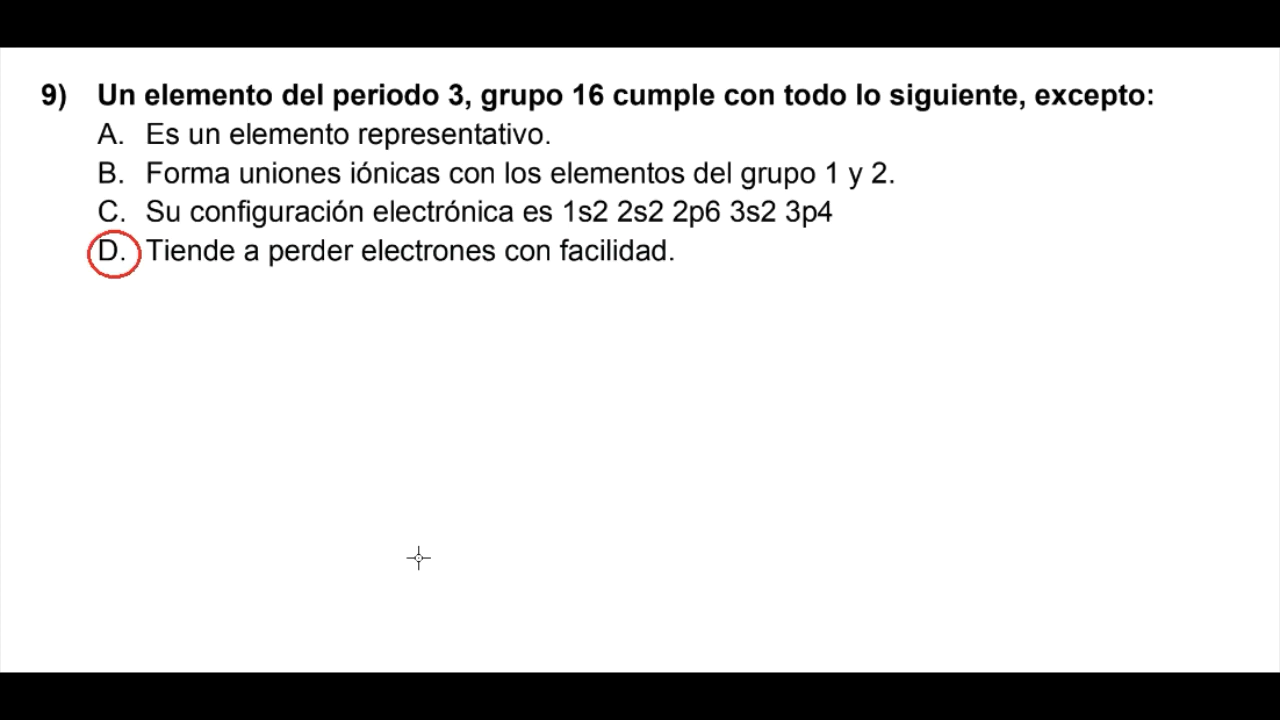 9) Un elemento del periodo 3, grupo 16 cumple con todo lo siguiente, excepto:
A. Es un elemento representativo.
B. Forma uniones iónicas con los elementos del grupo 1 y 2.
C. Su configuración electrónica es 1s2 2s2 2p6 3s2 3p4
D. Tiende a perder electrones con facilidad.